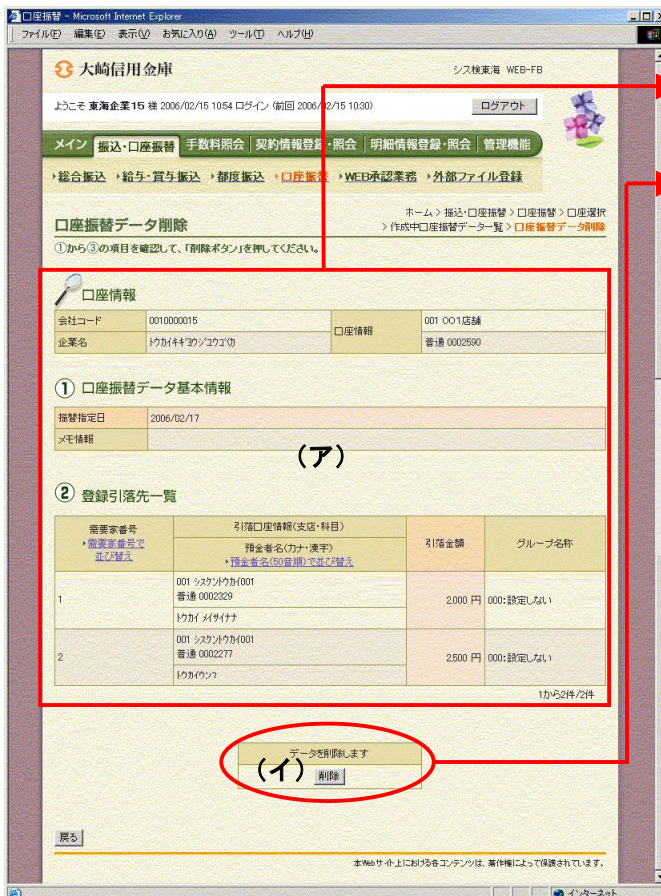 口座振替 - Microsoft Internet Explorer
ファイル(F) 編集(E) 表示(V) お気に入り(A) ツール(T) ヘルプ(H)
大崎信用金庫
シス検東海 WEB-FB
ようこそ 東海企業15 様 2006/02/15 10:54 ログイン (前回 2006/02/15 10:30)
ログアウト
メイン 振込・口座振替 手数料照会 契約情報登録・照会 明細情報登録・照会 管理機能
総合振込 給与・賞与振込 都度振込 口座振替 WEB承認業務 外部ファイル登録
口座振替データ削除
ホーム > 振込・口座振替 > 口座振替 > 口座選択
> 作成中口座振替データ一覧 > 口座振替データ削除
①から③の項目を確認して、「削除ボタン」を押してください。
口座情報
会社コード 0010000015 口座情報 001 001店舗
企業名 トウカイキギヨウシﾞユウゴﾞ(カ 普通 0002590
① 口座振替データ基本情報
振替指定日 2006/02/17
メモ情報
(ア)
② 登録引落先一覧
需要家番号
需要家番号で
並び替え
引落口座情報(支店・科目)
預金者名(カナ・漢字)
預金者名(50音順)で並び替え
引落金額
グループ名称
1
001 シスケントウカイ001
普通 0002329
トウカイ メイサイナナ
2,000 円 000:設定しない
2
001 シスケントウカイ001
普通 0002277
トウカイウンマ
2,500 円 000:設定しない
1から2件/2件
データを削除します
(イ) 削除
戻る
本Webサイト上における各コンテンツは、著作権によって保護されています。
インターネット